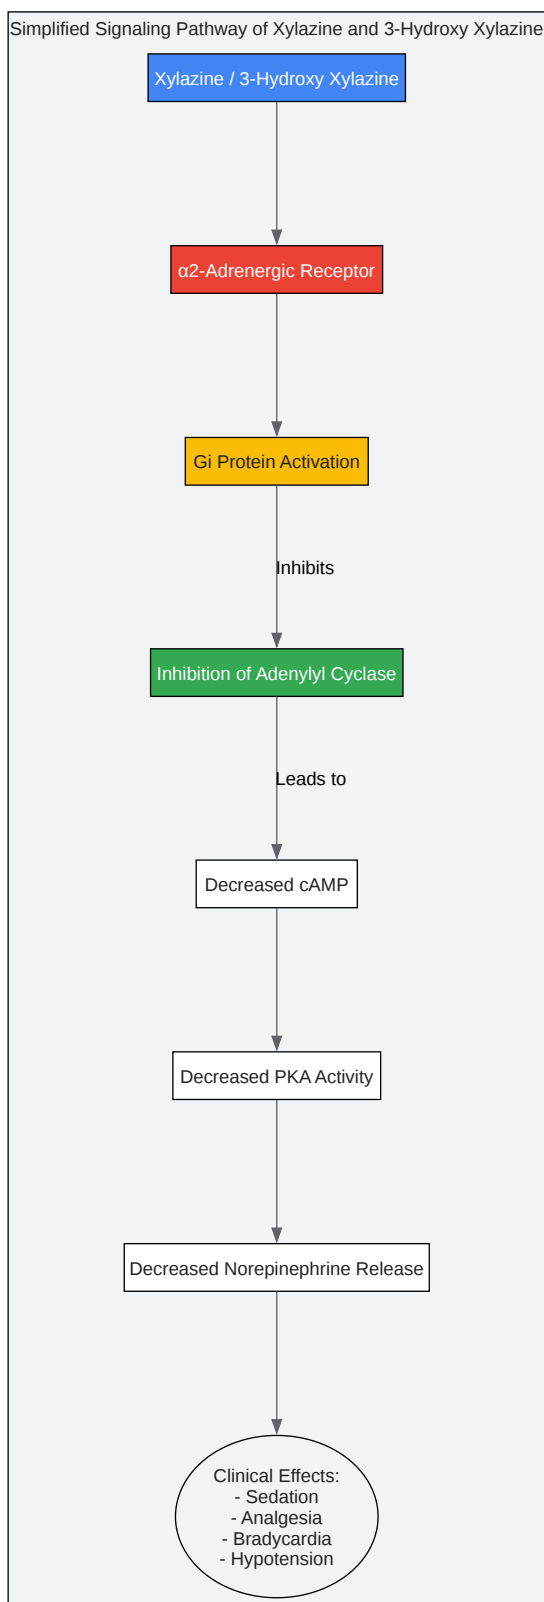 Simplified Signaling Pathway of Xylazine and 3-Hydroxy Xylazine
Xylazine / 3-Hydroxy Xylazine
α2-Adrenergic Receptor
Gi Protein Activation
Inhibits
Inhibition of Adenylyl Cyclase
Leads to
Decreased cAMP
Decreased PKA Activity
Decreased Norepinephrine Release
Clinical Effects:
- Sedation
- Analgesia
- Bradycardia
- Hypotension